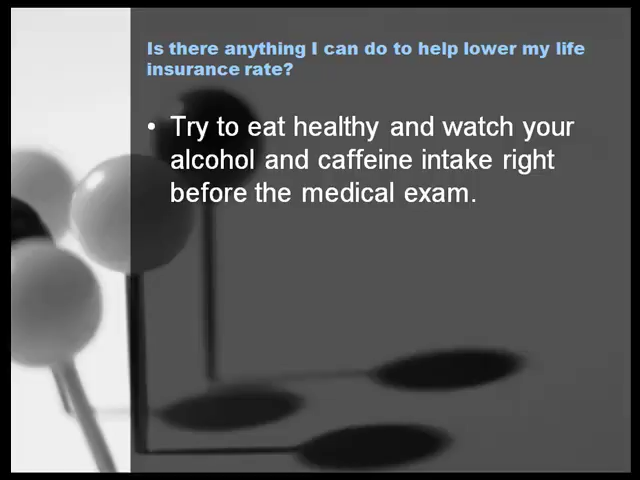 Is there anything I can do to help lower my life
insurance rate?
• Try to eat healthy and watch your
alcohol and caffeine intake right
before the medical exam.